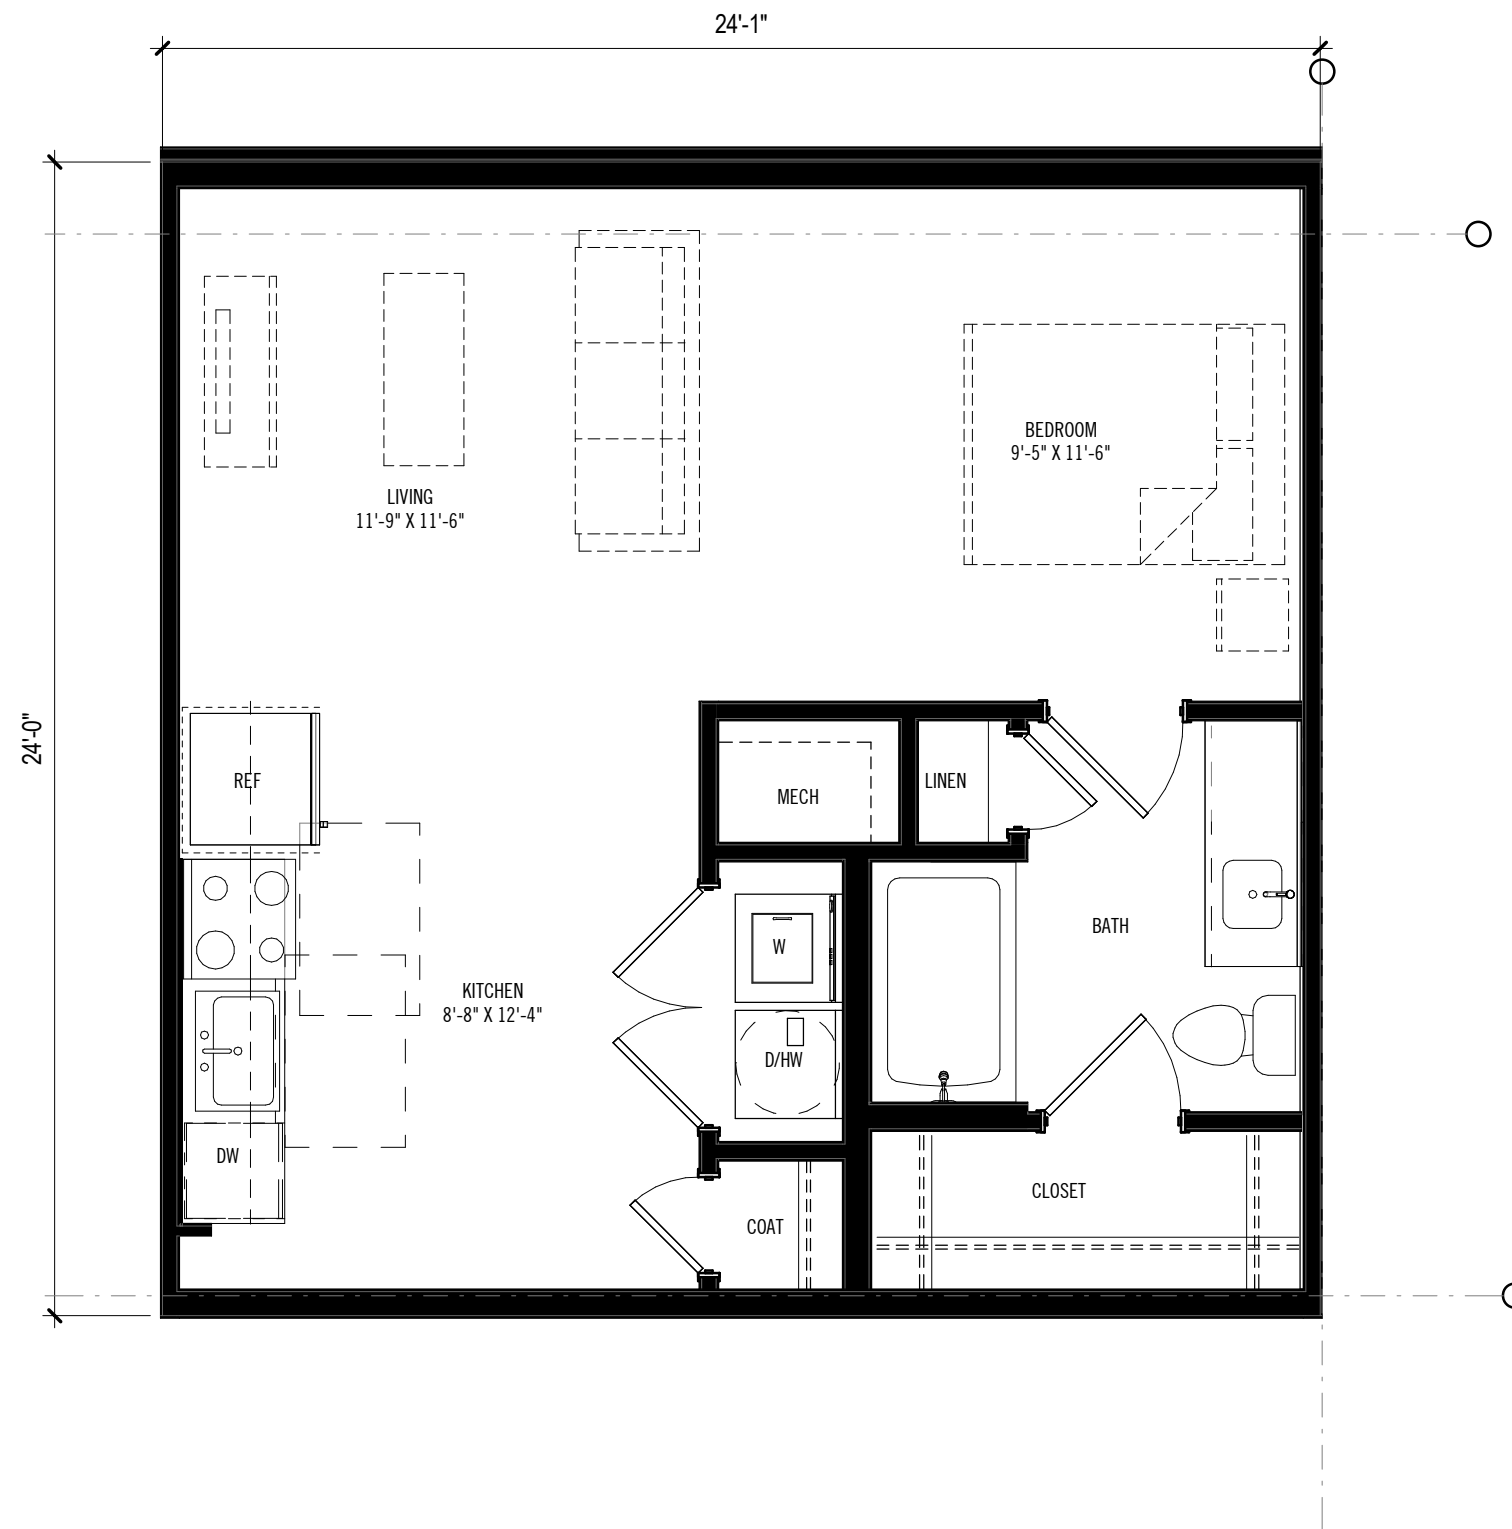 24'-1"
24'-0"
BEDROOM
9'-5" X 11'-6"
LIVING
11'-9" X 11'-6"
REF
MECH
LINEN
BATH
W
KITCHEN
8'-8" X 12'-4"
D/HW
DW
CLOSET
COAT